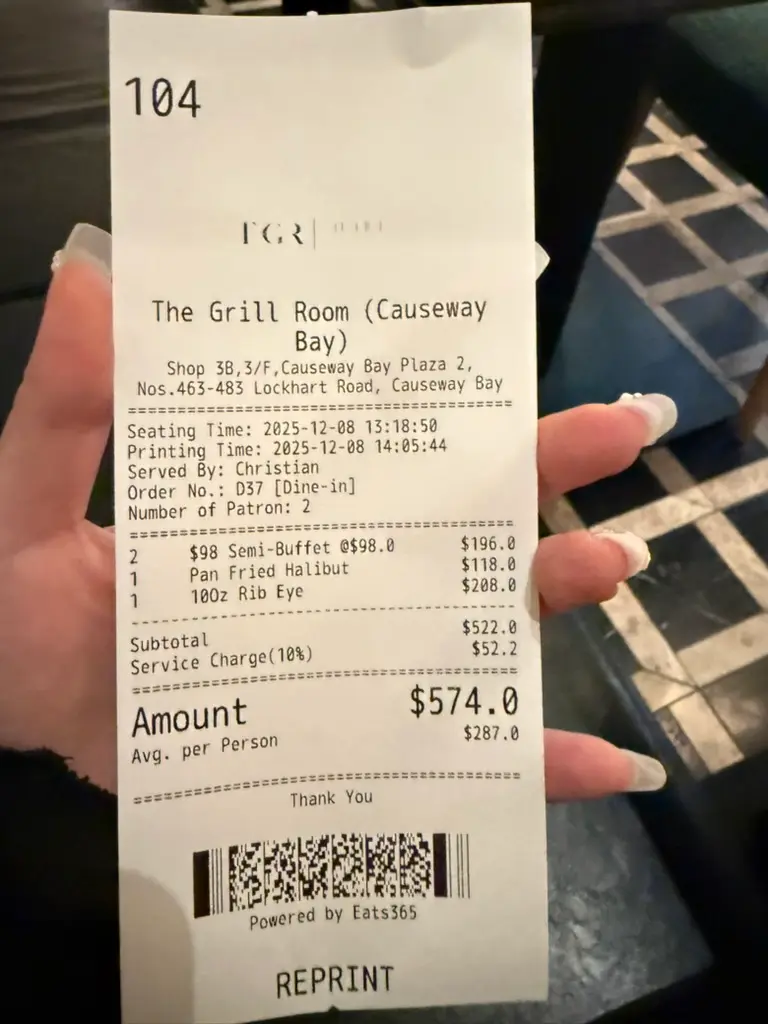 104
TGR
The Grill Room (Causeway
Bay)
Shop 3B,3/F,Causeway Bay Plaza 2,
Nos.463-483 Lockhart Road, Causeway Bay
Seating Time: 2025-12-08 13:18:50
Printing Time: 2025-12-08 14:05:44
Served By: Christian
Order No.: D37 [Dine-in]
Number of Patron: 2
2 $98 Semi-Buffet @$98.0 $196.0
1 Pan Fried Halibut $118.0
1 10Oz Rib Eye $208.0
Subtotal $522.0
Service Charge(10%) $52.2
Amount $574.0
Avg. per Person $287.0
Thank You
Powered by Eats365
REPRINT